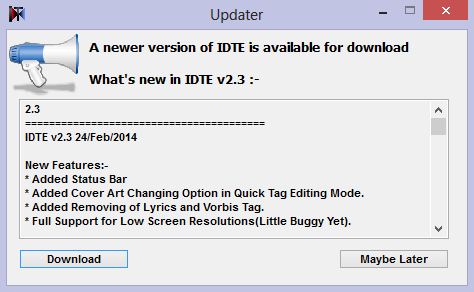 Updater
A newer version of IDTE is available for download
What's new in IDTE v2.3 :-
2.3
========================================
IDTE v2.3 24/Feb/2014
New Features:-
* Added Status Bar
* Added Cover Art Changing Option in Quick Tag Editing Mode.
* Added Removing of Lyrics and Vorbis Tag.
* Full Support for Low Screen Resolutions(Little Buggy Yet).
Download
Maybe Later